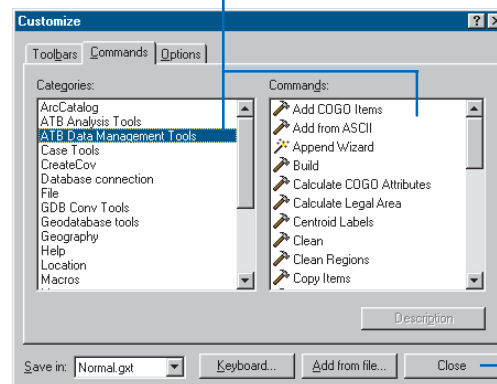 Customize
Toolbars Commands Options
Categories:
ArcCatalog
ATB Analysis Tools
ATB Data Management Tools
Case Tools
CreateCov
Database connection
File
GDB Conv Tools
Geodatabase tools
Geography
Help
Location
Macros
Commands:
Add COGO Items
Add from ASCII
Append Wizard
Build
Calculate COGO Attributes
Calculate Legal Area
Centroid Labels
Clean
Clean Regions
Copy Items
Description
Save in: Normal.gxt Keyboard... Add from file... Close